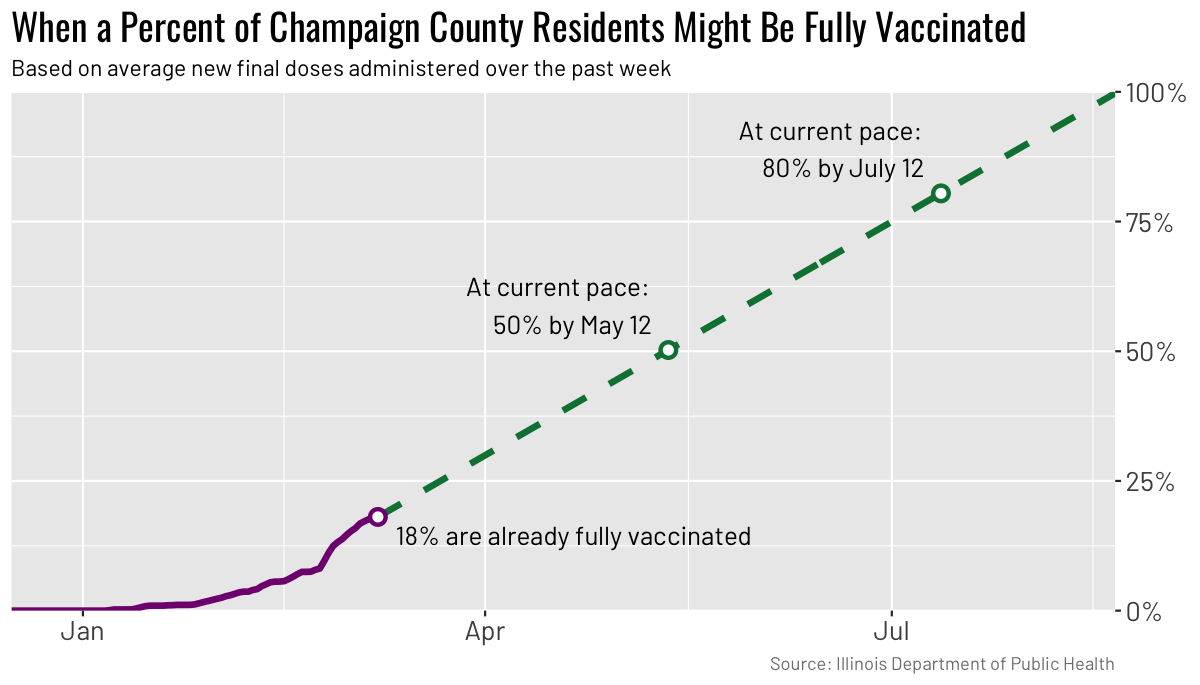 When a Percent of Champaign County Residents Might Be Fully Vaccinated
Based on average new final doses administered over the past week
100%
At current pace:
80% by July 12
75%
At current pace:
50% by May 12
50%
25%
18% are already fully vaccinated
0%
Jan
Apr
Jul
Source: Illinois Department of Public Health